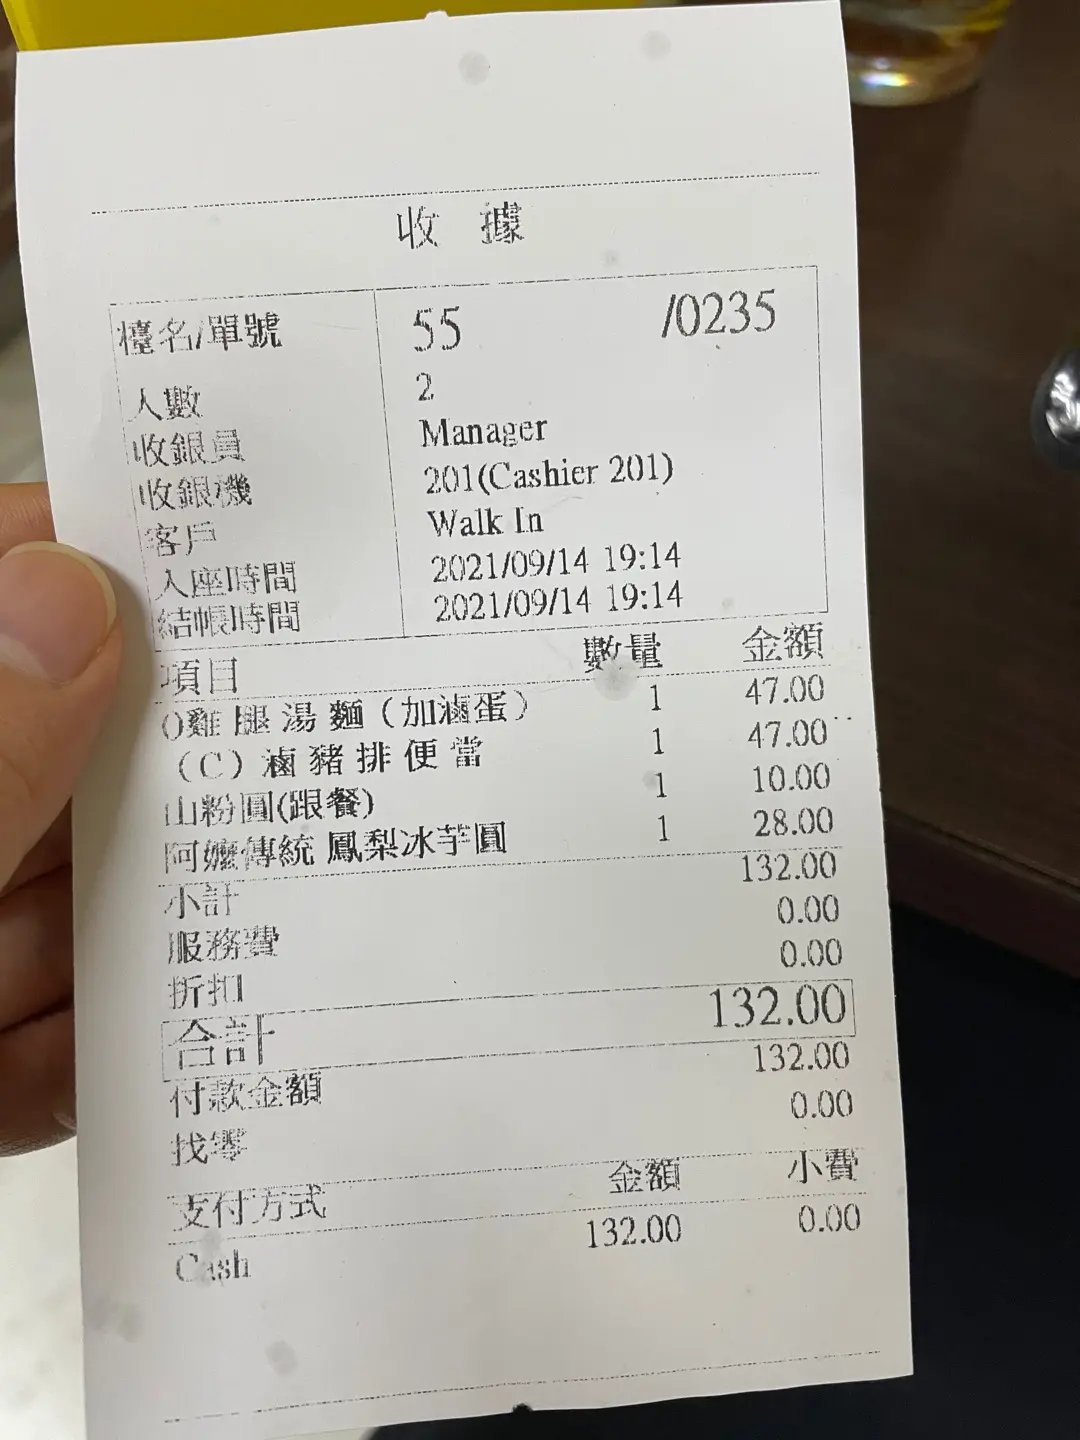 收 據
檯名/單號 55 /0235
人數 2
收銀員 Manager
收銀機 201(Cashier 201)
客戶 Walk In
入座時間 2021/09/14 19:14
結帳時間 2021/09/14 19:14
項目 數量 金額
()雞 腿 湯 麵（加滷蛋） 1 47.00
（C）滷 豬 排 便 當 1 47.00
山粉圓(跟餐) 1 10.00
阿嬤傳統 鳳梨冰芋圓 1 28.00
小計 132.00
服務費 0.00
折扣 0.00
合計 132.00
付款金額 132.00
找零 0.00
支付方式 金額 小費
Cash 132.00 0.00